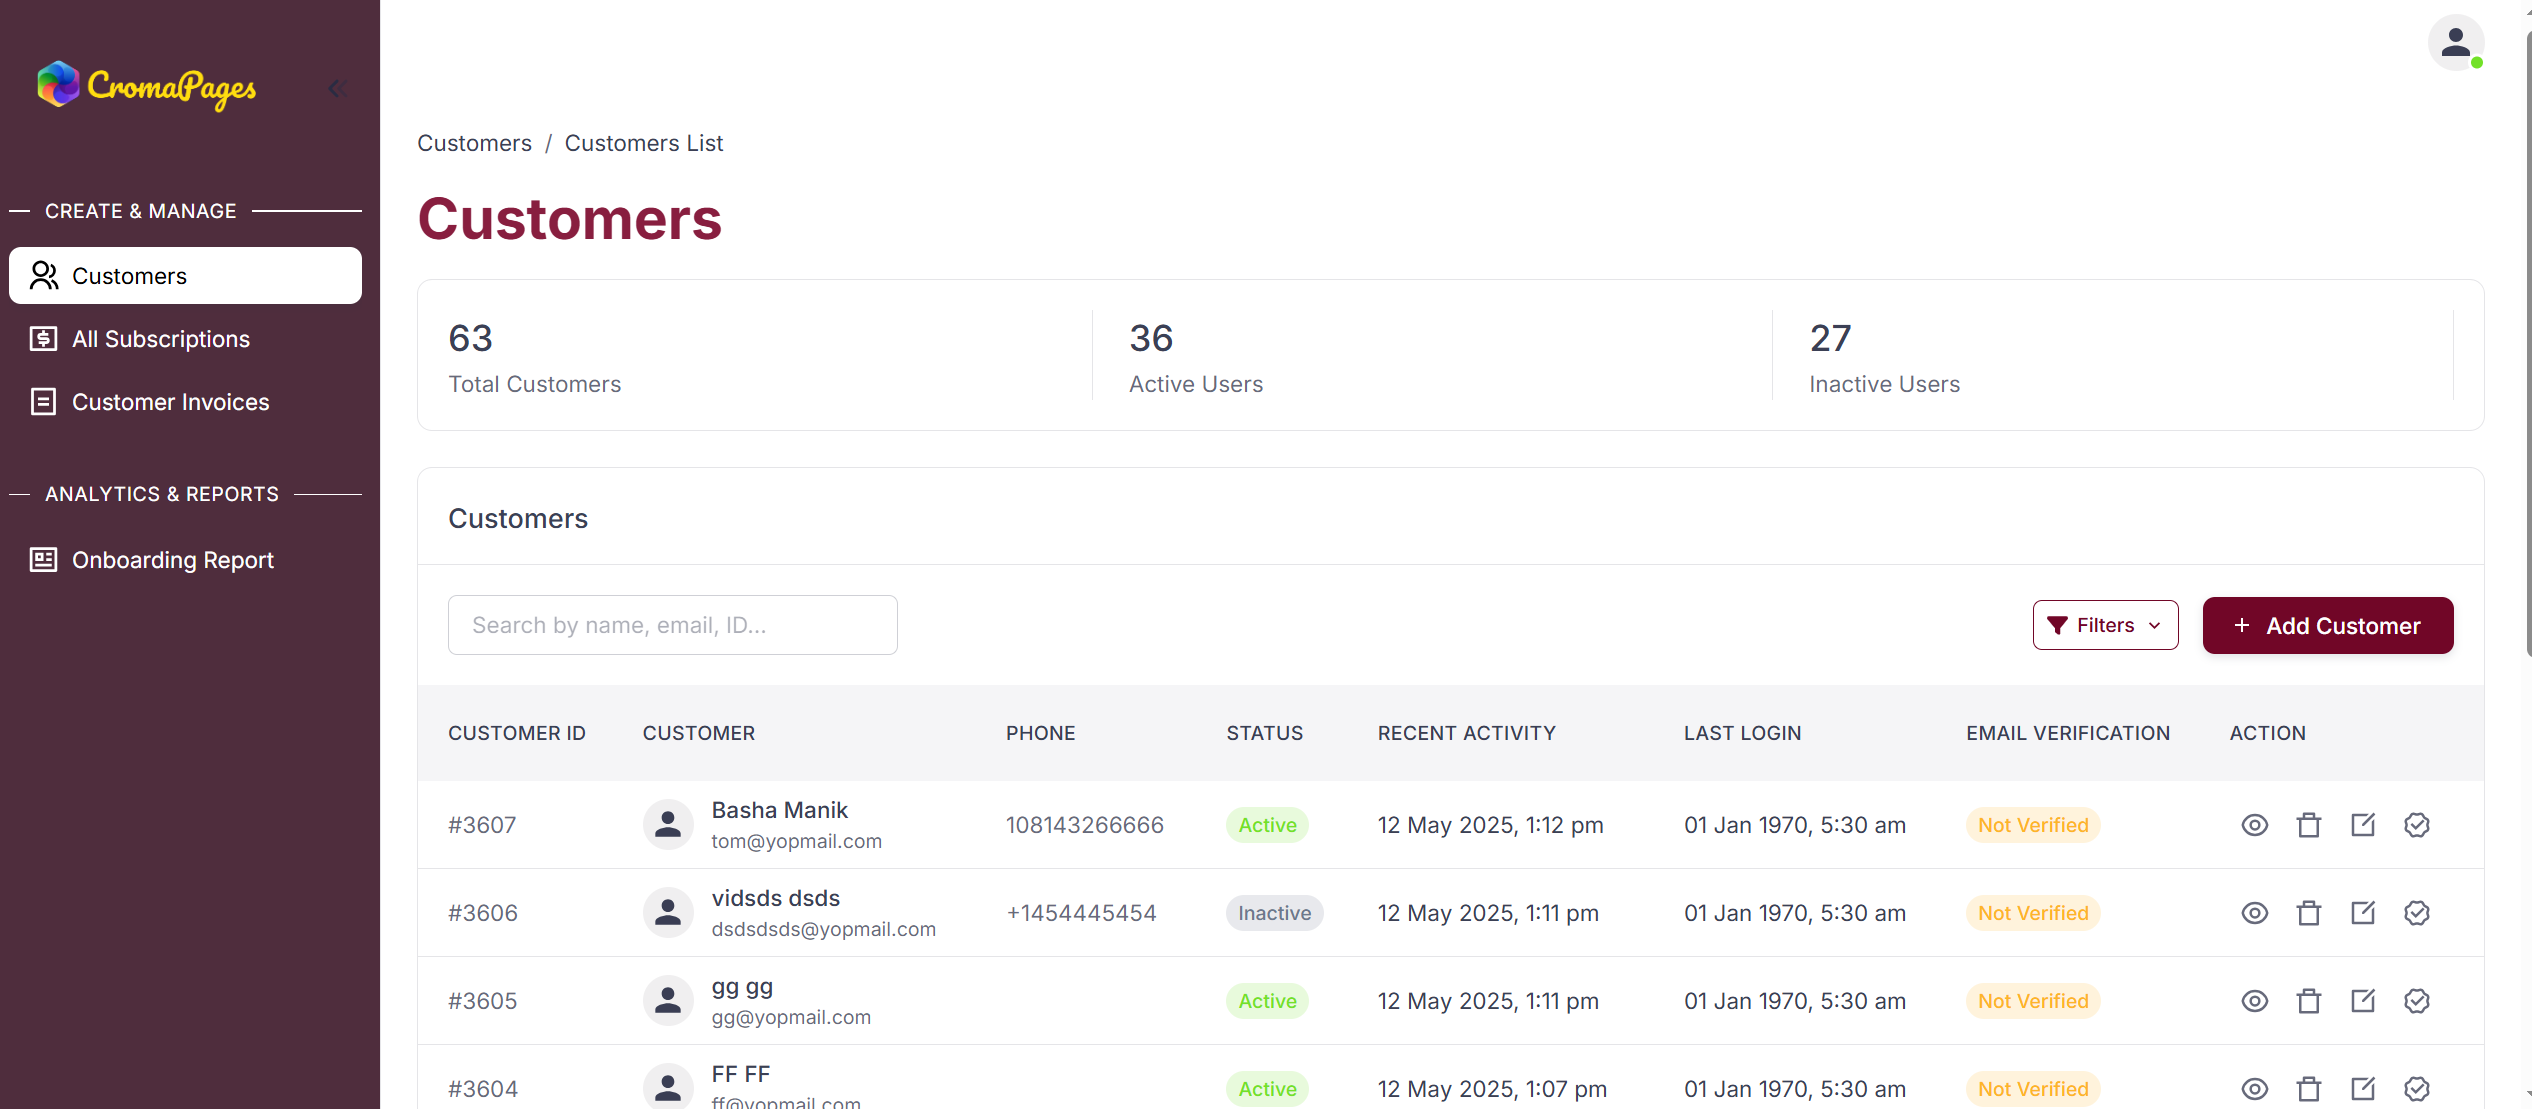 CromaPages
CREATE & MANAGE
Customers
All Subscriptions
Customer Invoices
ANALYTICS & REPORTS
Onboarding Report
Customers / Customers List
Customers
63
Total Customers
36
Active Users
27
Inactive Users
Customers
Search by name, email, ID...
Filters
+ Add Customer
CUSTOMER ID CUSTOMER PHONE STATUS RECENT ACTIVITY LAST LOGIN EMAIL VERIFICATION ACTION
#3607 Basha Manik 108143266666 Active 12 May 2025, 1:12 pm 01 Jan 1970, 5:30 am Not Verified
tom@yopmail.com
#3606 vidsds dsds +1454445454 Inactive 12 May 2025, 1:11 pm 01 Jan 1970, 5:30 am Not Verified
dsdsdsds@yopmail.com
#3605 gg gg Active 12 May 2025, 1:11 pm 01 Jan 1970, 5:30 am Not Verified
gg@yopmail.com
#3604 FF FF Active 12 May 2025, 1:07 pm 01 Jan 1970, 5:30 am Not Verified
ff@yopmail.com